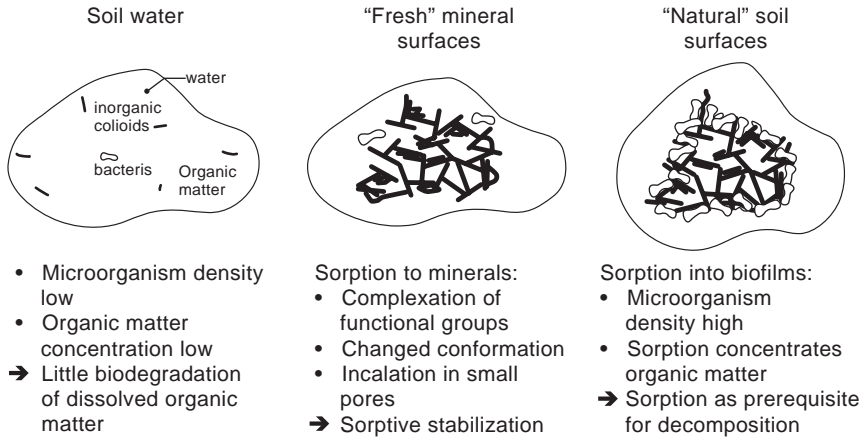 Soil water
water
inorganic
colioids
bacteris
Organic
matter
• Microorganism density
low
• Organic matter
concentration low
➔ Little biodegradation
of dissolved organic
matter
“Fresh” mineral
surfaces
Sorption to minerals:
• Complexation of
functional groups
• Changed conformation
• Incalation in small
pores
➔ Sorptive stabilization
“Natural” soil
surfaces
Sorption into biofilms:
• Microorganism
density high
• Sorption concentrates
organic matter
➔ Sorption as prerequisite
for decomposition